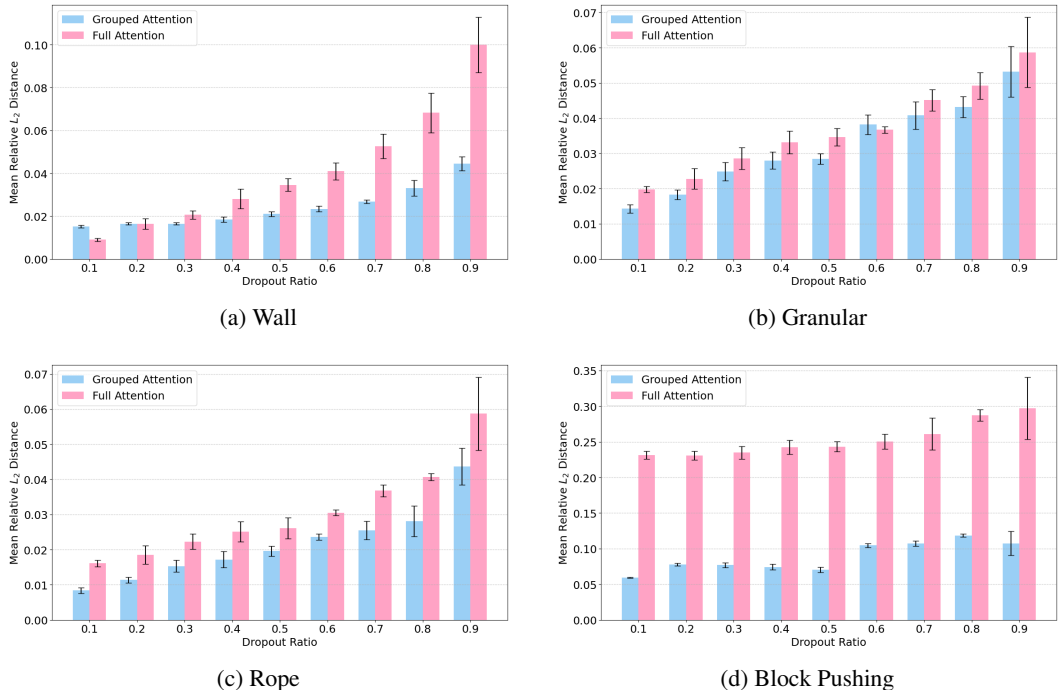 Grouped Attention
Full Attention
Mean Relative L2 Distance
0.10
0.08
0.06
0.04
0.02
0.00
0.1 0.2 0.3 0.4 0.5 0.6 0.7 0.8 0.9
Dropout Ratio
(a) Wall
Grouped Attention
Full Attention
Mean Relative L2 Distance
0.07
0.06
0.05
0.04
0.03
0.02
0.01
0.00
0.1 0.2 0.3 0.4 0.5 0.6 0.7 0.8 0.9
Dropout Ratio
(b) Granular
Grouped Attention
Full Attention
Mean Relative L2 Distance
0.07
0.06
0.05
0.04
0.03
0.02
0.01
0.00
0.1 0.2 0.3 0.4 0.5 0.6 0.7 0.8 0.9
Dropout Ratio
(c) Rope
Grouped Attention
Full Attention
Mean Relative L2 Distance
0.35
0.30
0.25
0.20
0.15
0.10
0.05
0.00
0.1 0.2 0.3 0.4 0.5 0.6 0.7 0.8 0.9
Dropout Ratio
(d) Block Pushing